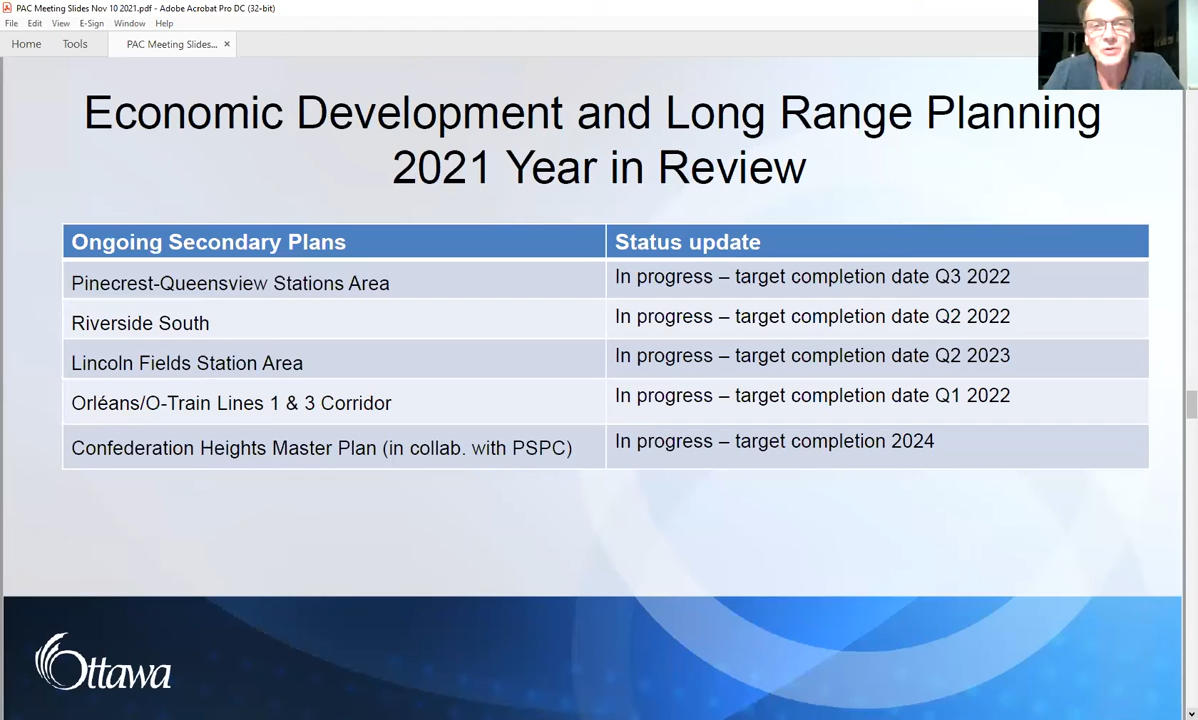 PAC Meeting Slides Nov 10 2021.pdf - Adobe Acrobat Pro DC (32-bit)
File Edit View E-Sign Window Help
Home Tools PAC Meeting Slides... ×
Economic Development and Long Range Planning
2021 Year in Review
Ongoing Secondary Plans Status update
Pinecrest-Queensview Stations Area In progress – target completion date Q3 2022
Riverside South In progress – target completion date Q2 2022
Lincoln Fields Station Area In progress – target completion date Q2 2023
Orléans/O-Train Lines 1 & 3 Corridor In progress – target completion date Q1 2022
Confederation Heights Master Plan (in collab. with PSPC) In progress – target completion 2024
Ottawa